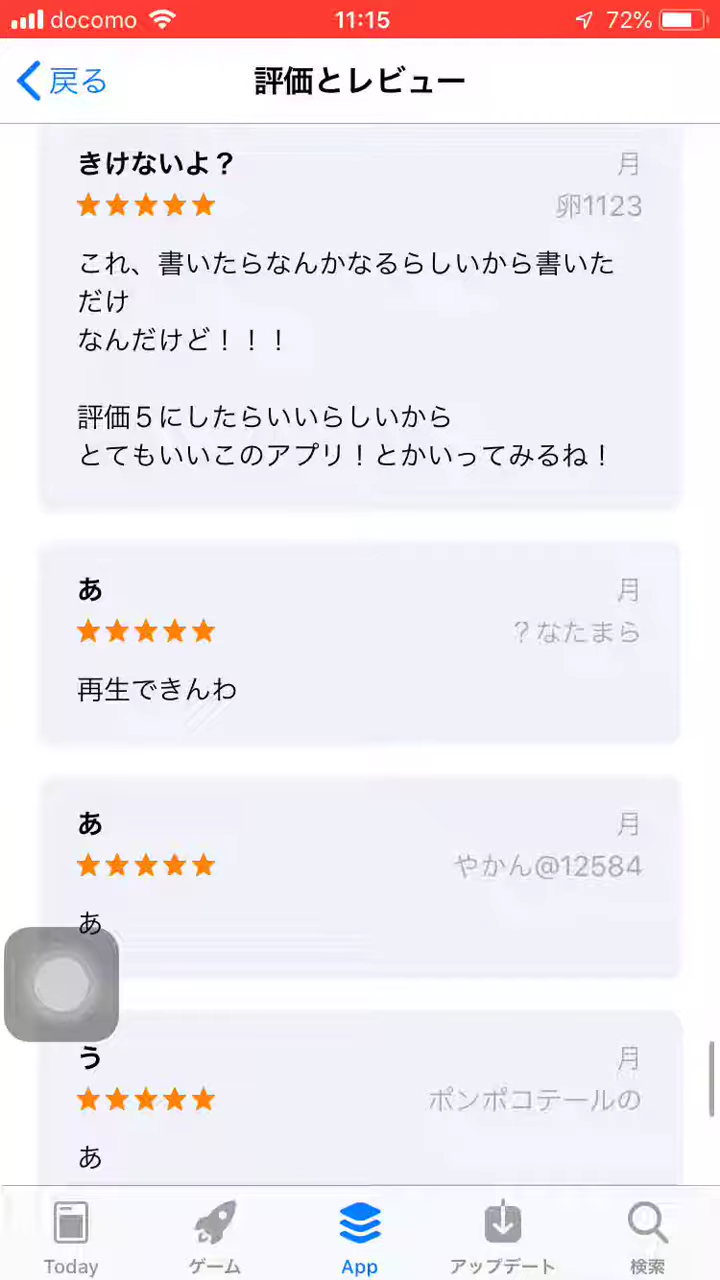 docomo 11:15 72%
戻る 評価とレビュー
きけないよ？ 月
卵1123
これ、書いたらなんかなるらしいから書いた
だけ
なんだけど！！！
評価５にしたらいいらしいから
とてもいいこのアプリ！とかいってみるね！
あ 月
？なたまら
再生できんわ
あ 月
やかん@12584
あ
う 月
ポンポコテールの
あ
Today ゲーム App アップデート 検索